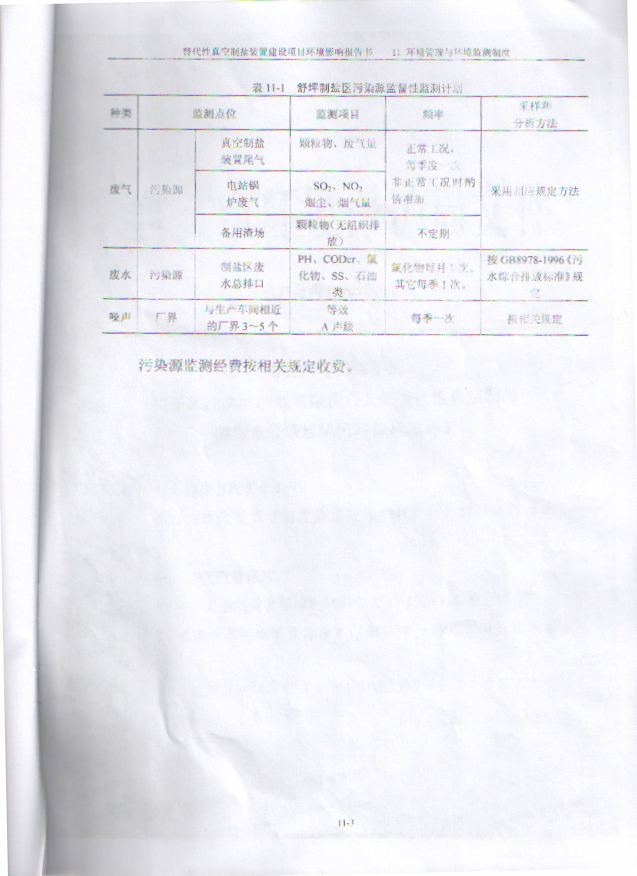 替代性真空制盐装置建设项目环境影响报告书 11 环境管理与环境监测制度
表 11-1 舒坪制盐区污染源监督性监测计划
种类 监测点位 监测项目 频率 采样和
分析方法
废气 污染源 真空制盐
装置尾气 颗粒物、废气量 正常工况,
每季度一次
非正常工况时酌
情增加 采用相应规定方法
电站锅
炉废气 SO₂、NO₂
烟尘、烟气量
备用渣场 颗粒物(无组织排
放) 不定期
废水 污染源 制盐区废
水总排口 PH、CODcr、氯
化物、SS、石油
类 氯化物每月1次,
其它每季1次。 按GB8978-1996《污
水综合排放标准》规
定
噪声 厂界 与生产车间相近
的厂界3~5个 等效
A声级 每季一次 按相关规定
污染源监测经费按相关规定收费。
11-3